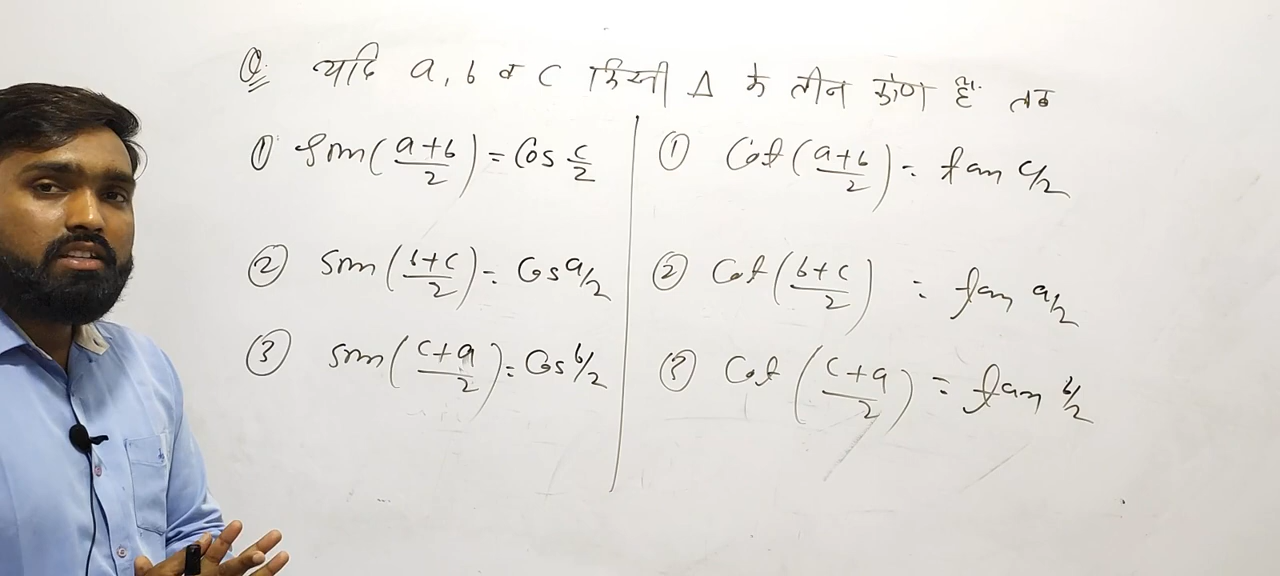 Q. यदि a, b व c किसी Δ के तीन कोण हैं तब
① Sin(a+b/2) = Cos c/2
② Sin(b+c/2) = Cos a/2
③ Sin(c+a/2) = Cos b/2
① Cot(a+b/2) = tan c/2
② Cot(b+c/2) = tan a/2
③ Cot(c+a/2) = tan b/2